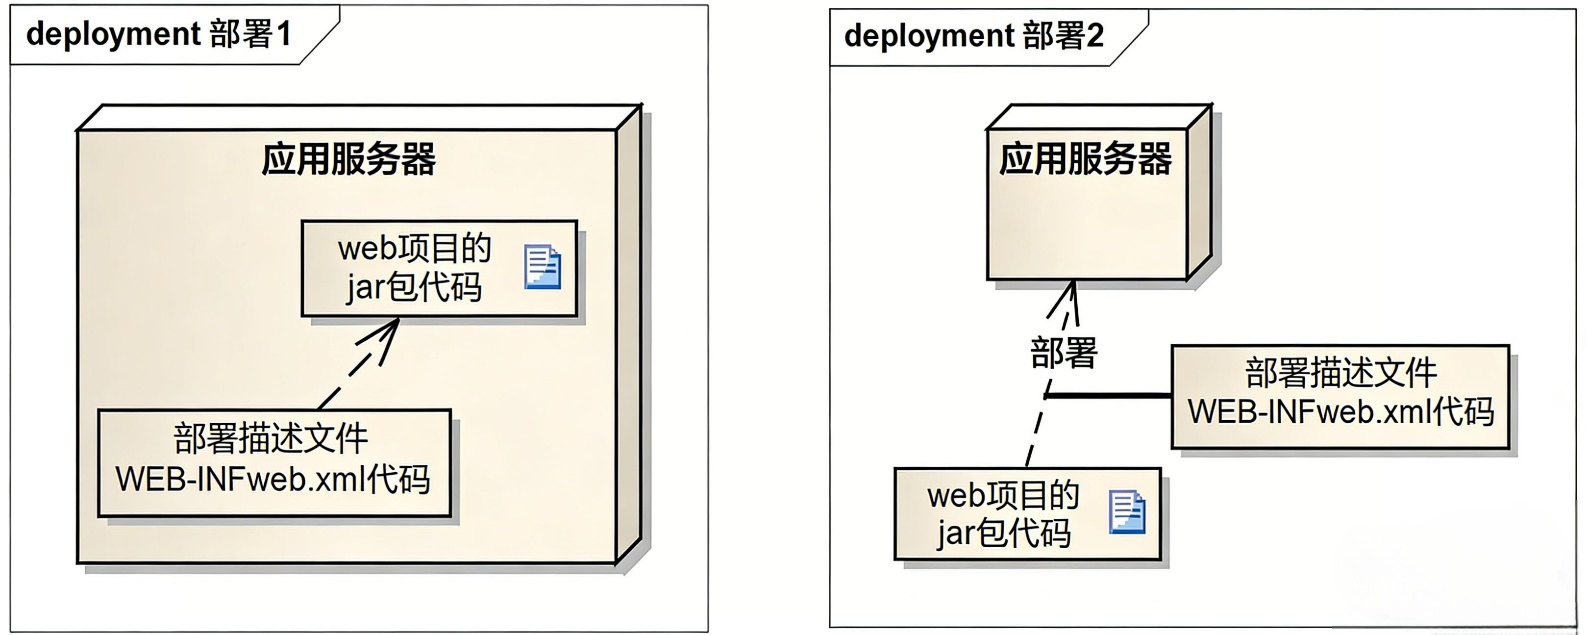 deployment 部署1
应用服务器
web项目的
jar包代码
部署描述文件
WEB-INFweb.xml代码
deployment 部署2
应用服务器
部署
部署描述文件
WEB-INFweb.xml代码
web项目的
jar包代码